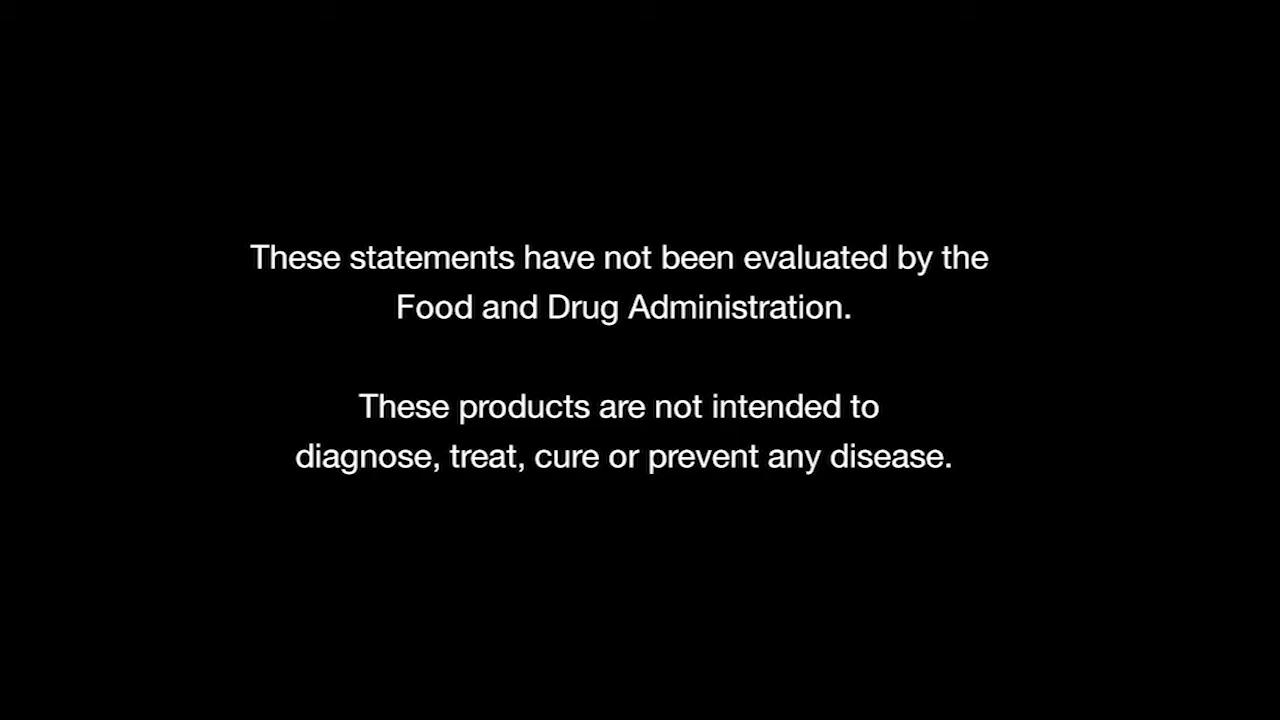 These statements have not been evaluated by the
Food and Drug Administration.
These products are not intended to
diagnose, treat, cure or prevent any disease.